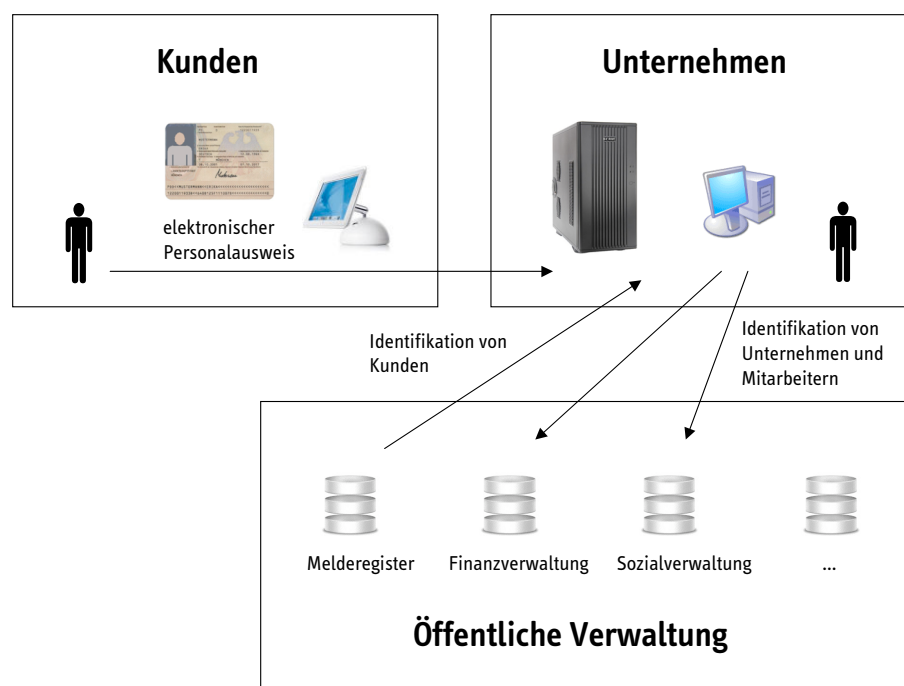 Kunden
Unternehmen
elektronischer
Personalausweis
Identifikation von
Kunden
Identifikation von
Unternehmen und
Mitarbeitern
Melderegister
Finanzverwaltung
Sozialverwaltung
...
Öffentliche Verwaltung